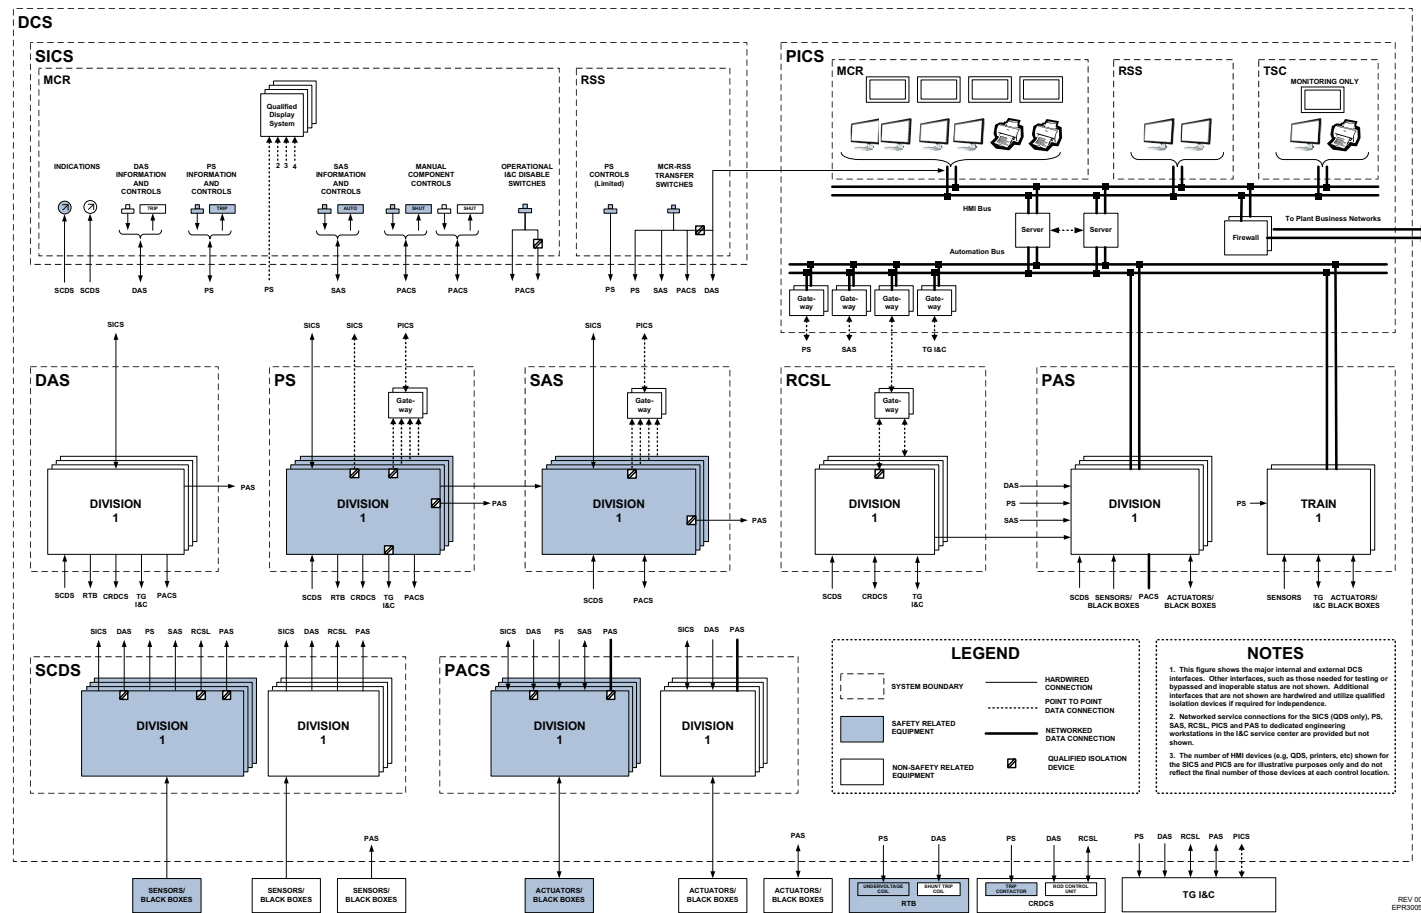 DCS
SICS
MCR
Qualified
Display
System
2
3
4
INDICATIONS
DAS
INFORMATION
AND
CONTROLS
TRIP
PS
INFORMATION
AND
CONTROLS
TRIP
SAS
INFORMATION
AND
CONTROLS
AUTO
MANUAL
COMPONENT
CONTROLS
SHUT
SHUT
OPERATIONAL
I&C DISABLE
SWITCHES
SCDS
SCDS
DAS
PS
PS
SAS
PACS
PACS
PACS
RSS
PS
CONTROLS
(Limited)
MCR-RSS
TRANSFER
SWITCHES
PS
PS
SAS
PACS
DAS
PICS
MCR
RSS
TSC
MONITORING ONLY
HMI Bus
Server
Server
Firewall
To Plant Business Networks
Automation Bus
Gate-
way
Gate-
way
Gate-
way
Gate-
way
PS
SAS
TG I&C
DAS
SICS
DIVISION
1
PAS
SCDS
RTB
CRDCS
TG
I&C
PACS
PS
SICS
SICS
PICS
Gate-
way
DIVISION
1
PAS
SCDS
RTB
CRDCS
TG
I&C
PACS
SAS
SICS
PICS
Gate-
way
DIVISION
1
PAS
SCDS
PACS
RCSL
Gate-
way
DIVISION
1
SCDS
CRDCS
TG
I&C
PAS
DAS
PS
SAS
DIVISION
1
SCDS
SENSORS/
BLACK BOXES
PACS
ACTUATORS/
BLACK BOXES
PS
TRAIN
1
SENSORS
TG
I&C
ACTUATORS/
BLACK BOXES
SCDS
SICS
DAS
PS
SAS
RCSL
PAS
DIVISION
1
SICS
DAS
RCSL
PAS
DIVISION
1
PACS
SICS
DAS
PS
SAS
PAS
DIVISION
1
SICS
DAS
PAS
DIVISION
1
LEGEND
SYSTEM BOUNDARY
SAFETY RELATED
EQUIPMENT
NON-SAFETY RELATED
EQUIPMENT
HARDWIRED
CONNECTION
POINT TO POINT
DATA CONNECTION
NETWORKED
DATA CONNECTION
QUALIFIED ISOLATION
DEVICE
NOTES
1. This figure shows the major internal and external DCS
interfaces. Other interfaces, such as those needed for testing or
bypassed and inoperable status are not shown. Additional
interfaces that are not shown are hardwired and utilize qualified
isolation devices if required for independence.
2. Networked service connections for the SICS (QDS only), PS,
SAS, RCSL, PICS and PAS to dedicated engineering
workstations in the I&C service center are provided but not
shown.
3. The number of HMI devices (e.g, QDS, printers, etc) shown for
the SICS and PICS are for illustrative purposes only and do not
reflect the final number of those devices at each control location.
SENSORS/
BLACK BOXES
SENSORS/
BLACK BOXES
PAS
SENSORS/
BLACK BOXES
ACTUATORS/
BLACK BOXES
ACTUATORS/
BLACK BOXES
PAS
ACTUATORS/
BLACK BOXES
PS
DAS
UNDERVOLTAGE
COIL
SHUNT TRIP
COIL
RTB
PS
DAS
RCSL
TRIP
CONTACTOR
ROD CONTROL
UNIT
CRDCS
PS
DAS
RCSL
PAS
PICS
TG I&C